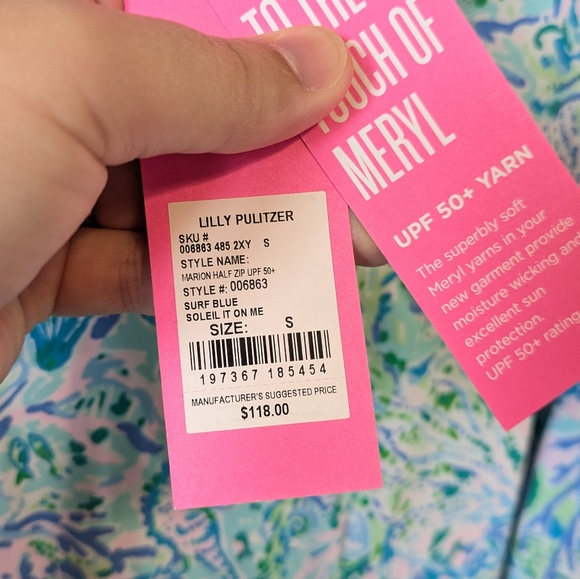 TO THE
TOUCH OF
MERYL
UPF 50+ YARN
The superbly soft
Meryl yarns in your
new garment provide
moisture wicking and
excellent sun
protection.
UPF 50+ rating
LILLY PULITZER
SKU #
006863 485 2XY S
STYLE NAME:
MARION HALF ZIP UPF 50+
STYLE #: 006863
SURF BLUE
SOLEIL IT ON ME
SIZE: S
197367 185454
MANUFACTURER'S SUGGESTED PRICE
$118.00